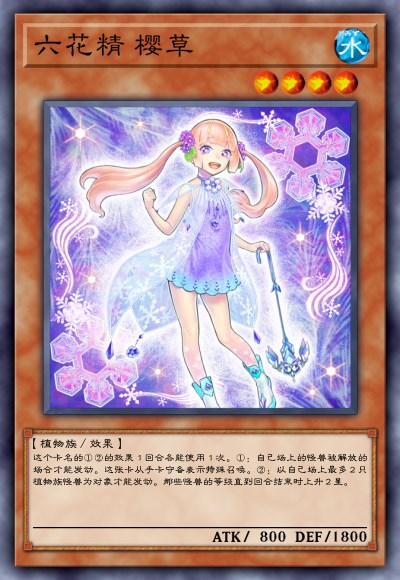 六花精 樱草
水
【植物族／效果】
这个卡名的①②的效果1回合各能使用1次。①：自己场上的怪兽被解放的
场合才能发动。这张卡从手卡守备表示特殊召唤。②：以自己场上最多2只
植物族怪兽为对象才能发动。那些怪兽的等级直到回合结束时上升2星。
ATK/ 800 DEF/1800